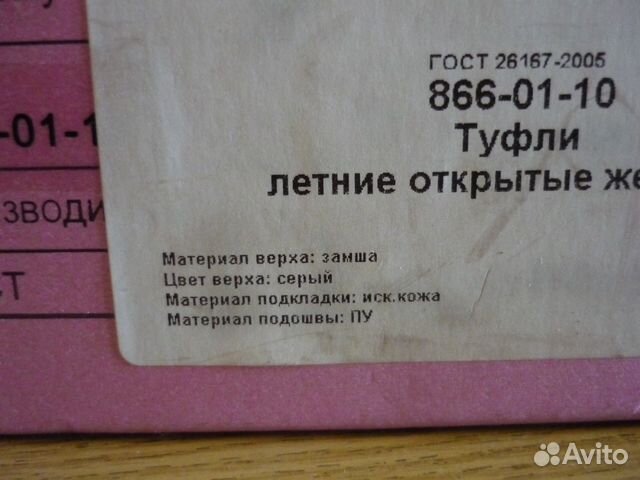 ГОСТ 26167-2005
866-01-10
Туфли
летние открытые же
-01-1
зводи
ст
Материал верха: замша
Цвет верха: серый
Материал подкладки: иск.кожа
Материал подошвы: ПУ
Avito